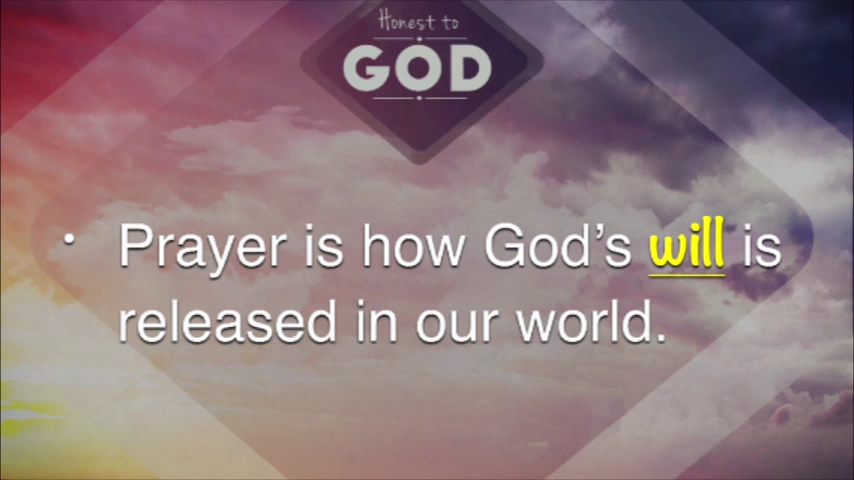 Honest to
GOD
• Prayer is how God's will is
released in our world.